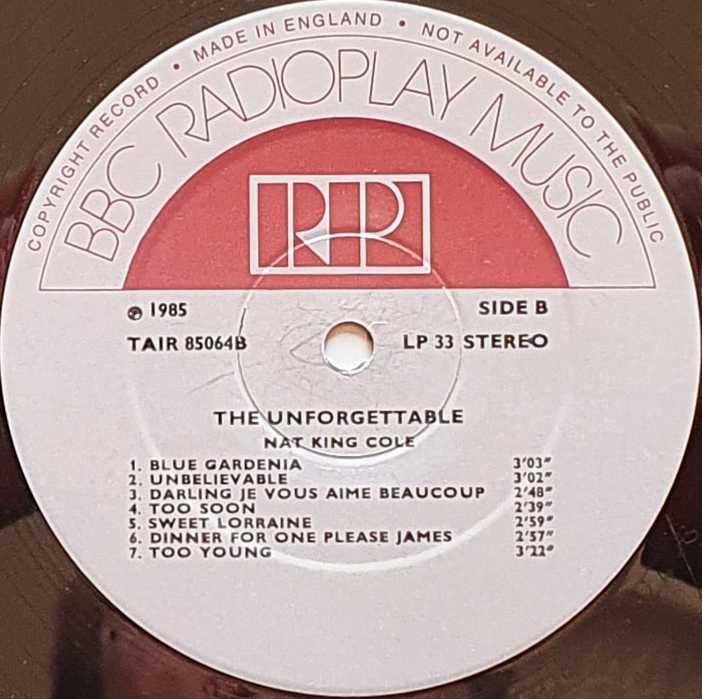 COPYRIGHT RECORD • MADE IN ENGLAND • NOT AVAILABLE TO THE PUBLIC
BBC RADIOPLAY MUSIC
RP
℗ 1985 SIDE B
TAIR 85064B LP 33 STEREO
THE UNFORGETTABLE
NAT KING COLE
1. BLUE GARDENIA 3'03"
2. UNBELIEVABLE 3'02"
3. DARLING JE VOUS AIME BEAUCOUP 2'48"
4. TOO SOON 2'39"
5. SWEET LORRAINE 2'59"
6. DINNER FOR ONE PLEASE JAMES 2'57"
7. TOO YOUNG 3'22"